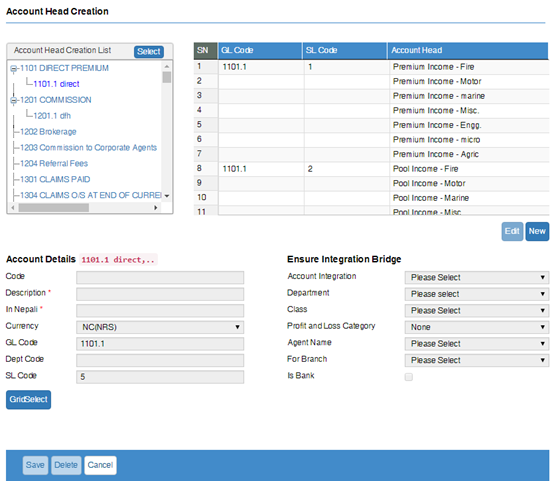 Account Head Creation
Account Head Creation List Select
1101 DIRECT PREMIUM
1101.1 direct
1201 COMMISSION
1201.1 dfh
1202 Brokerage
1203 Commission to Corporate Agents
1204 Referral Fees
1301 CLAIMS PAID
1304 CLAIMS O/S AT END OF CURRE
SN GL Code SL Code Account Head
1 1101.1 1 Premium Income - Fire
2 Premium Income - Motor
3 Premium Income - marine
4 Premium Income - Misc.
5 Premium Income - Engg.
6 Premium Income - micro
7 Premium Income - Agric
8 1101.1 2 Pool Income - Fire
9 Pool Income - Motor
10 Pool Income - Marine
11 Pool Income - Misc
Edit New
Account Details 1101.1 direct,..
Code
Description *
In Nepali *
Currency NC(NRS)
GL Code 1101.1
Dept Code
SL Code 5
GridSelect
Ensure Integration Bridge
Account Integration Please Select
Department Please select
Class Please Select
Profit and Loss Category None
Agent Name Please Select
For Branch Please Select
Is Bank
Save Delete Cancel